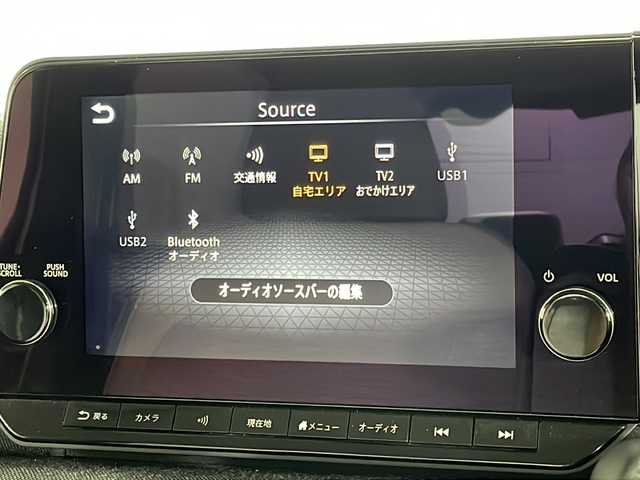 Source
AM
FM
交通情報
TV1
自宅エリア
TV2
おでかけエリア
USB1
USB2
Bluetooth
オーディオ
オーディオソースバーの編集
TUNE-
SCROLL
PUSH
SOUND
VOL
戻る
カメラ
現在地
メニュー
オーディオ